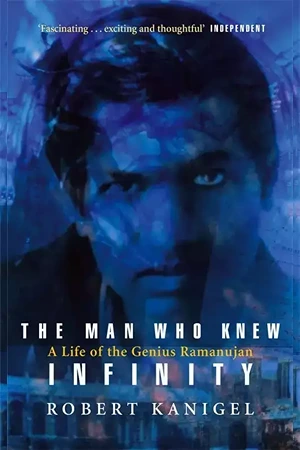 'Fascinating . . . exciting and thoughtful' INDEPENDENT
THE MAN WHO KNEW
A Life of the Genius Ramanujan
INFINITY
ROBERT KANIGEL